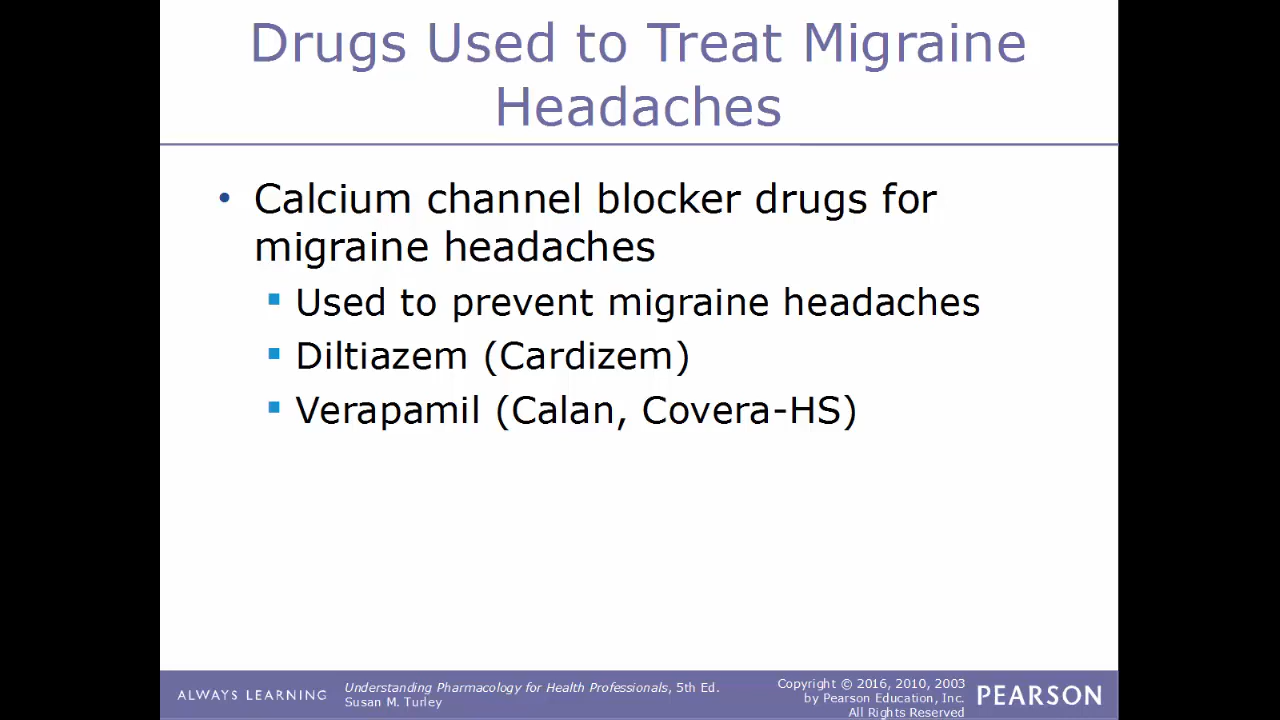 Drugs Used to Treat Migraine
Headaches
• Calcium channel blocker drugs for
migraine headaches
▪ Used to prevent migraine headaches
▪ Diltiazem (Cardizem)
▪ Verapamil (Calan, Covera-HS)
ALWAYS LEARNING
Understanding Pharmacology for Health Professionals, 5th Ed.
Susan M. Turley
Copyright © 2016, 2010, 2003
by Pearson Education, Inc.
All Rights Reserved
PEARSON